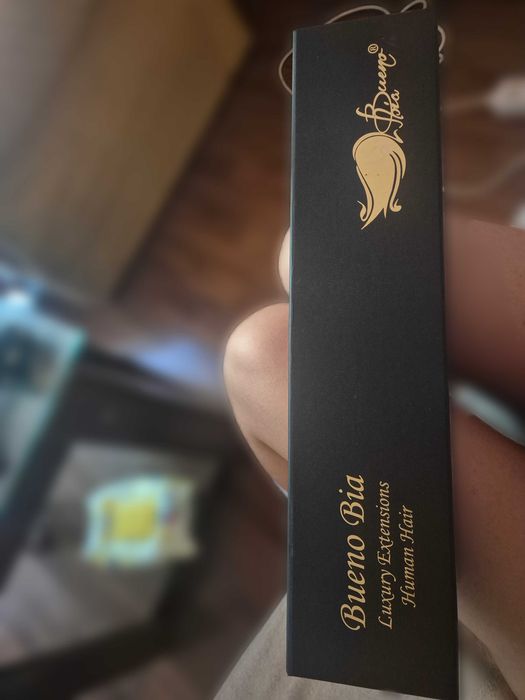 Bueno®
Bia
Bueno Bia
Luxury Extensions
Human Hair